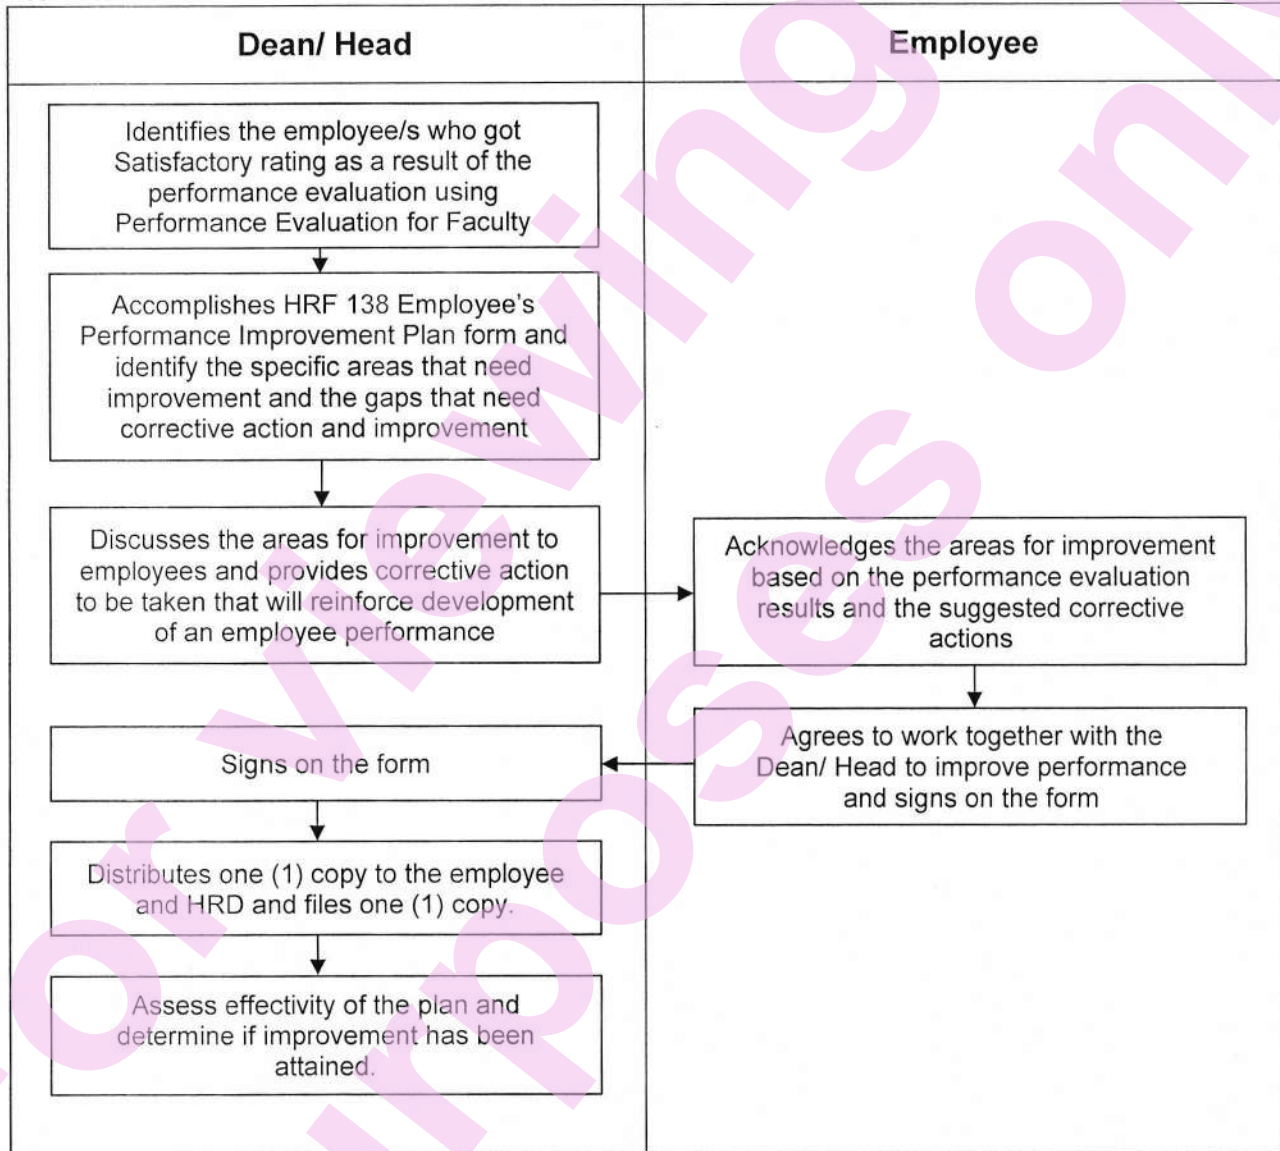 Dean/ Head
Employee
Identifies the employee/s who got
Satisfactory rating as a result of the
performance evaluation using
Performance Evaluation for Faculty
Accomplishes HRF 138 Employee's
Performance Improvement Plan form and
identify the specific areas that need
improvement and the gaps that need
corrective action and improvement
Discusses the areas for improvement to
employees and provides corrective action
to be taken that will reinforce development
of an employee performance
Acknowledges the areas for improvement
based on the performance evaluation
results and the suggested corrective
actions
Agrees to work together with the
Dean/ Head to improve performance
and signs on the form
Signs on the form
Distributes one (1) copy to the employee
and HRD and files one (1) copy.
Assess effectivity of the plan and
determine if improvement has been
attained.
or viewing
urposes only